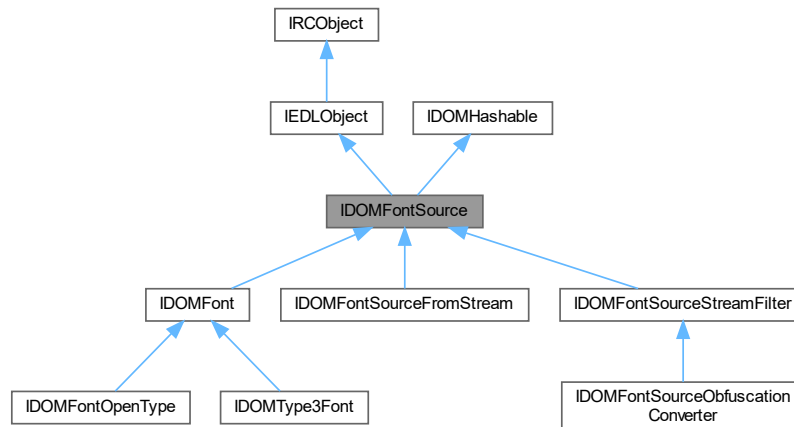 IRCObject
IEDLObject
IDOMHashable
IDOMFontSource
IDOMFont
IDOMFontSourceFromStream
IDOMFontSourceStreamFilter
IDOMFontOpenType
IDOMType3Font
IDOMFontSourceObfuscation
Converter